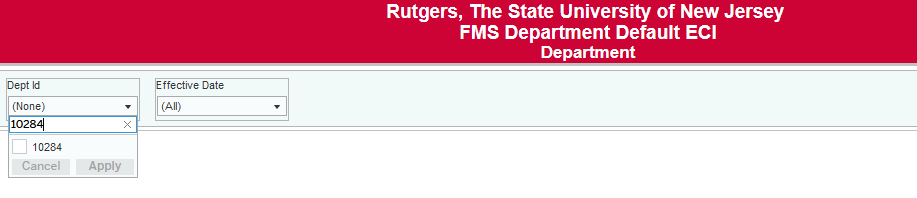 Rutgers, The State University of New Jersey
FMS Department Default ECI
Department
Dept Id
Effective Date
(None)
(All)
10284
10284
Cancel
Apply